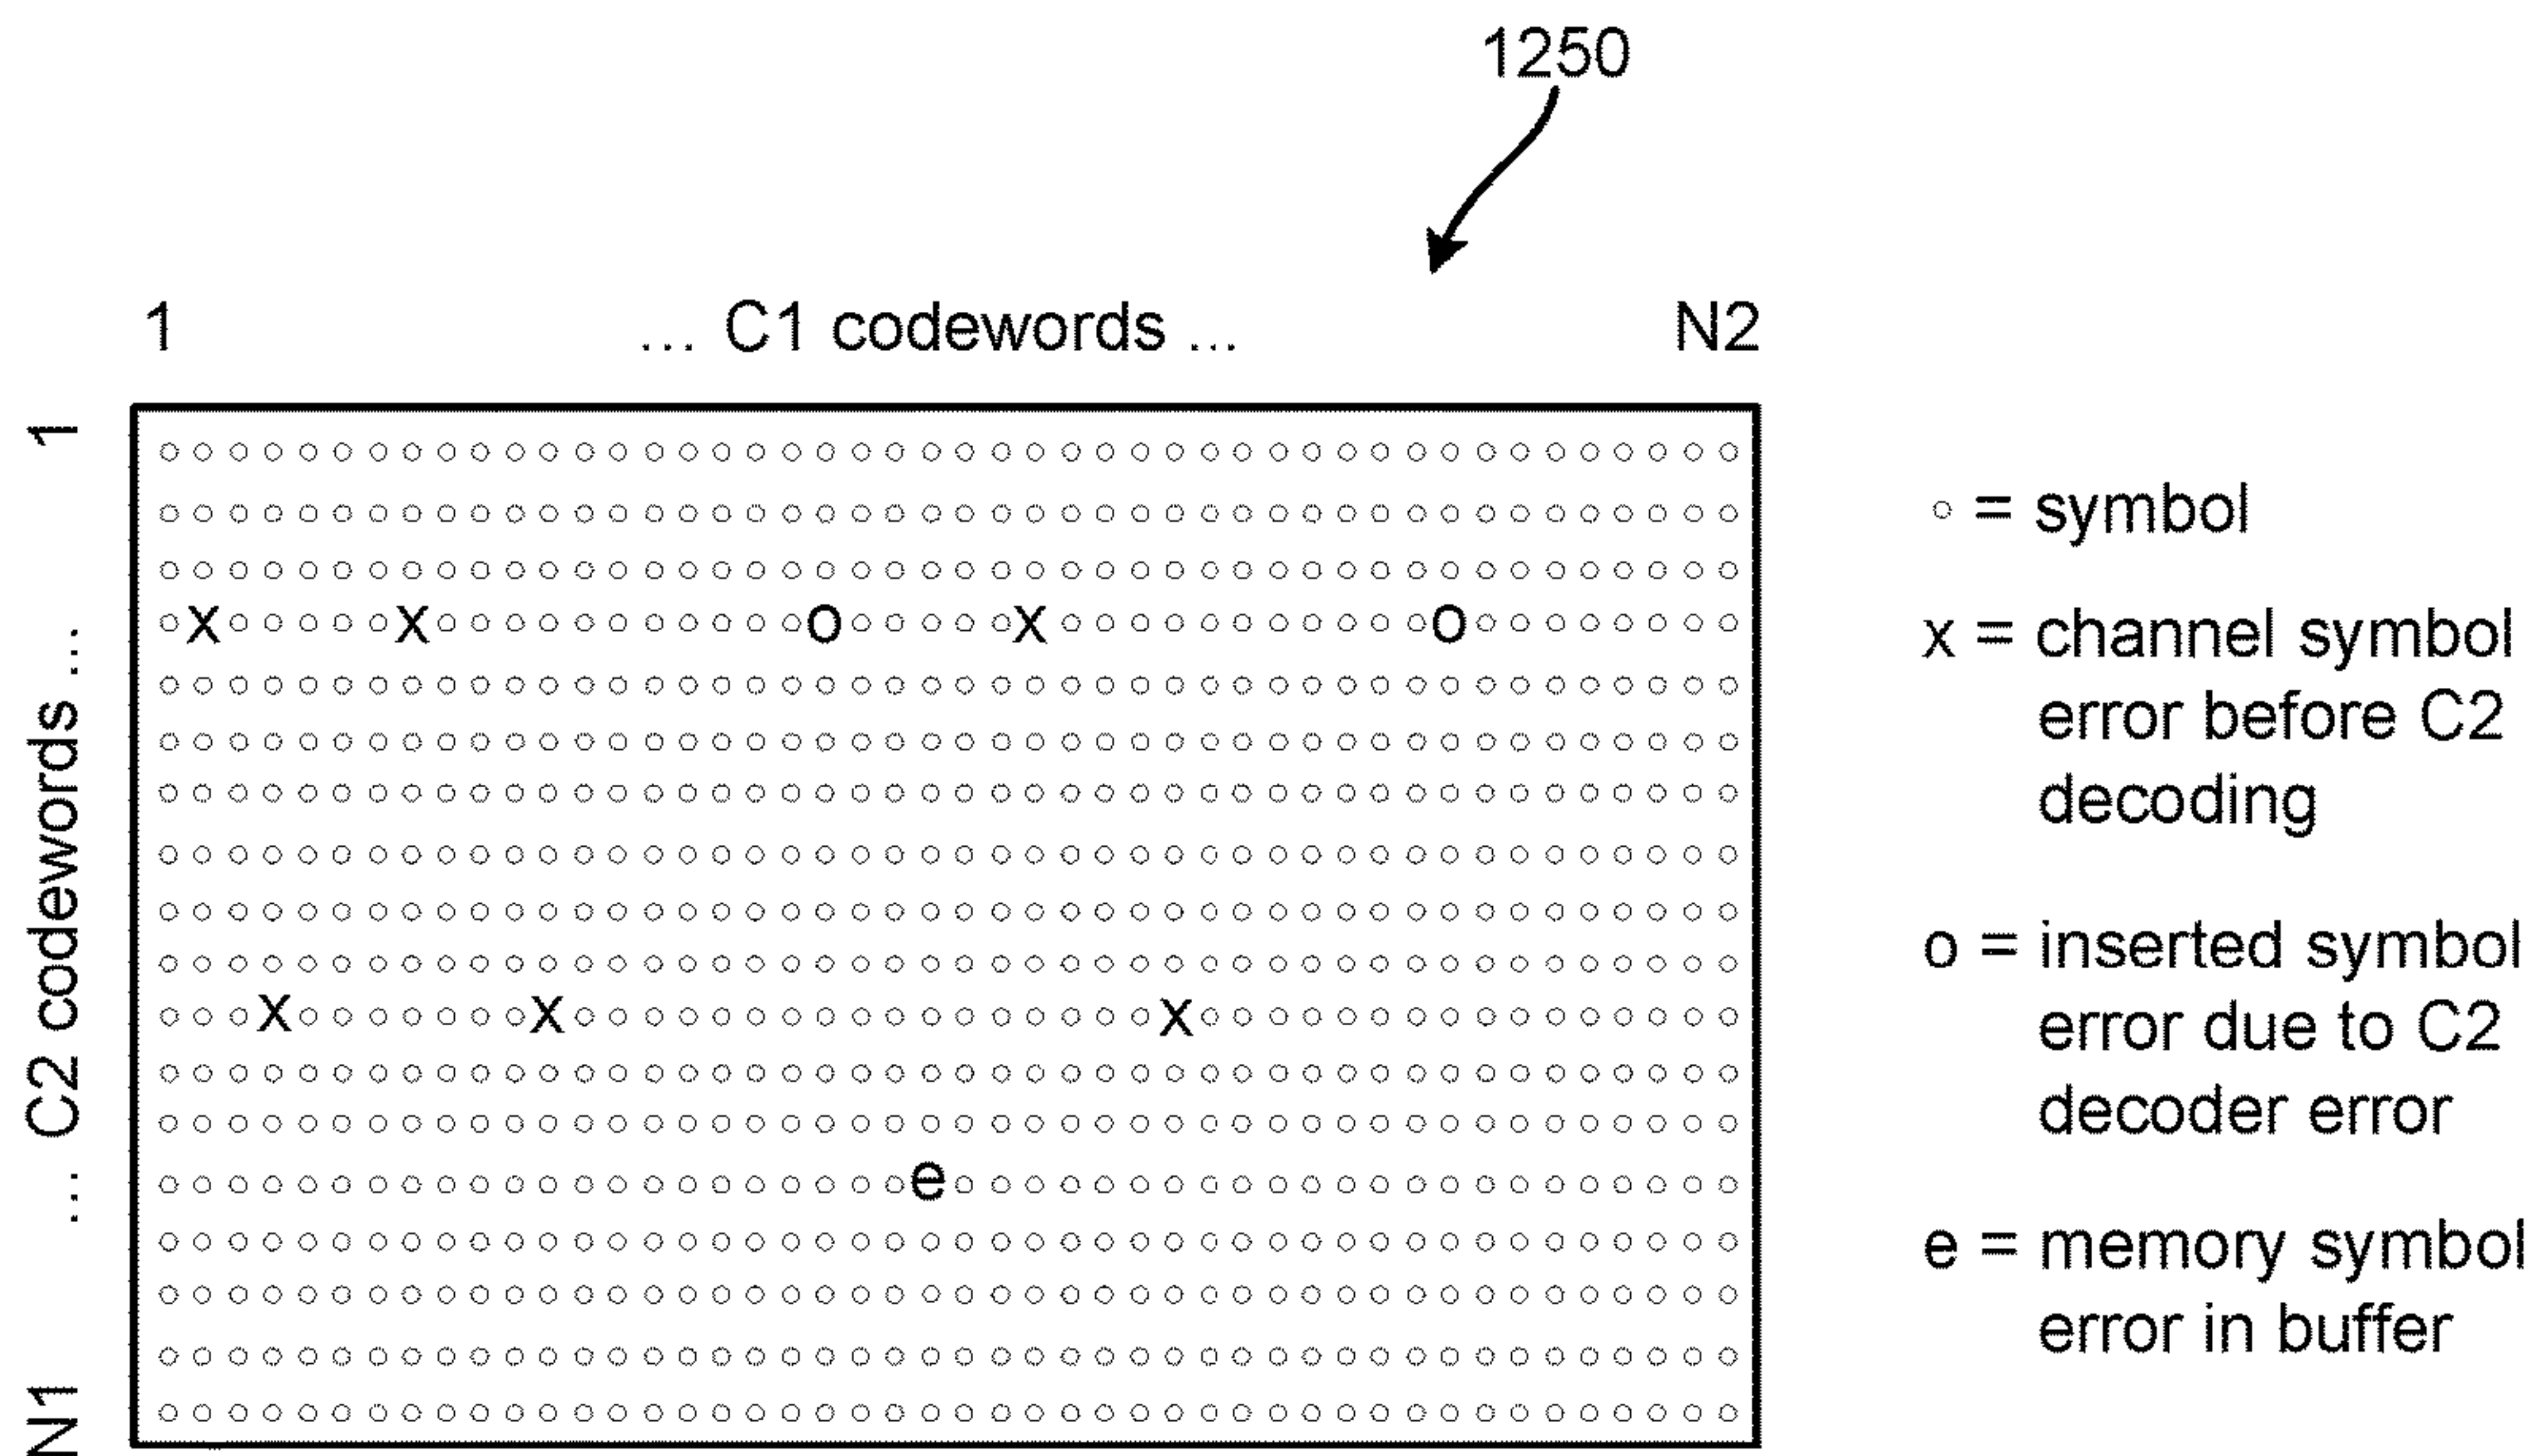 1250
1 ... C1 codewords ... N2
1 ... C2 codewords ... N1
x x o x o
x x x
e
○ = symbol
x = channel symbol
error before C2
decoding
o = inserted symbol
error due to C2
decoder error
e = memory symbol
error in buffer